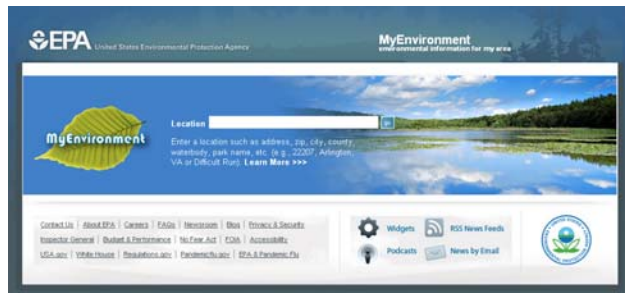 EPA United States Environmental Protection Agency
MyEnvironment
environmental information for my area
MyEnvironment
Location
Enter a location such as address, zip, city, county,
waterbody, park name, etc. (e.g., 22207, Arlington,
VA or Difficult Run). Learn More >>>
Contact Us | About EPA | Careers | FAQs | Newsroom | Blog | Privacy & Security
Inspector General | Budget & Performance | No Fear Act | FOIA | Accessibility
USA.gov | White House | Regulations.gov | Pandemicflu.gov | EPA & Pandemic Flu
Widgets RSS News Feeds
Podcasts News by Email